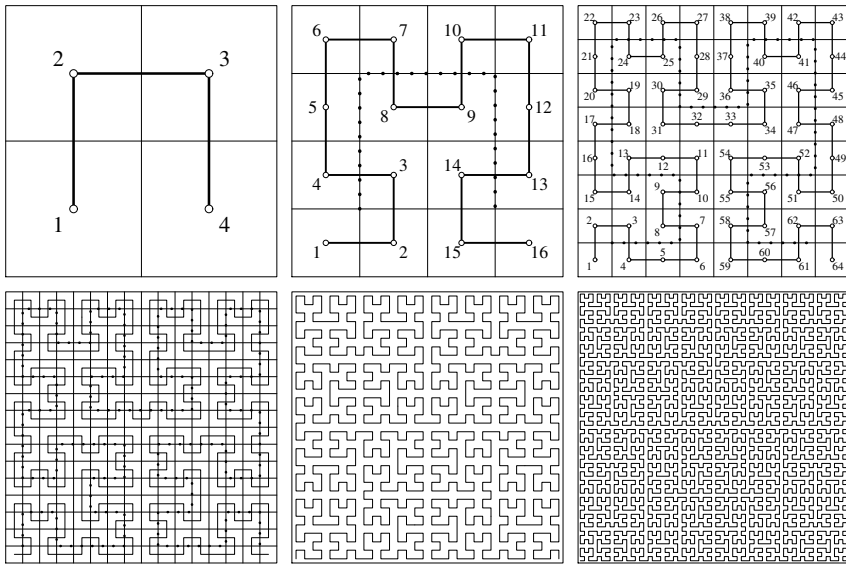 2 3
1 4
6 7 10 11
5 8 9 12
4 3 14 13
1 2 15 16
22 23 26 27 38 39 42 43
21 24 25 28 37 40 41 44
20 19 30 29 36 35 46 45
17 18 31 32 33 34 47 48
16 13 12 11 54 53 52 49
15 14 9 10 55 56 51 50
2 3 8 7 58 57 62 63
1 4 5 6 59 60 61 64